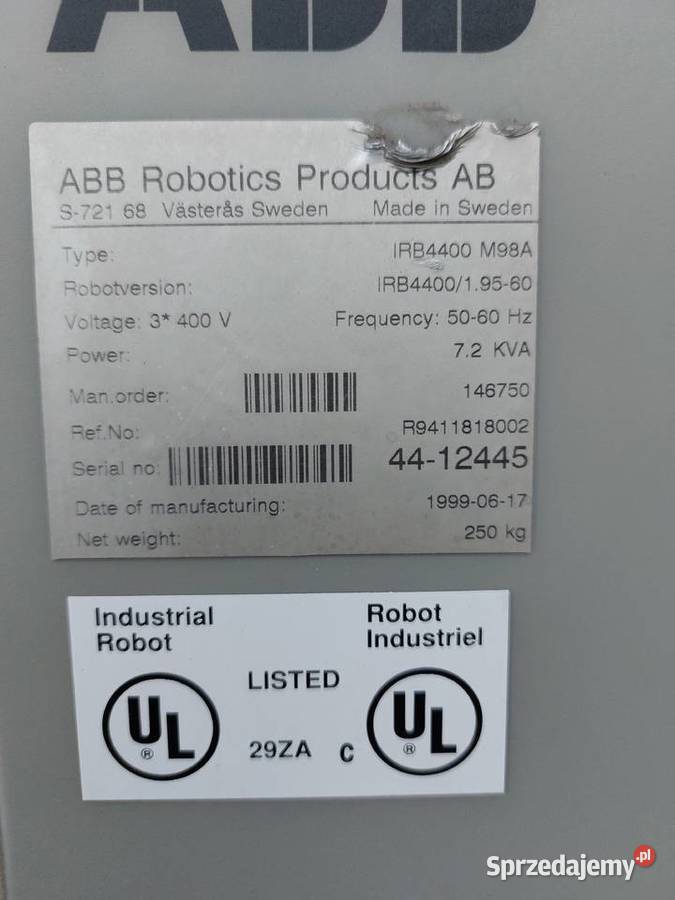 ABB
ABB Robotics Products AB
S-721 68 Västerås Sweden Made in Sweden
Type: IRB4400 M98A
Robotversion: IRB4400/1.95-60
Voltage: 3* 400 V Frequency: 50-60 Hz
Power: 7.2 KVA
Man.order: 146750
Ref.No: R9411818002
Serial no: 44-12445
Date of manufacturing: 1999-06-17
Net weight: 250 kg
Industrial Robot
Robot Industriel
UL ® LISTED 29ZA C UL ®
Sprzedajemy.pl